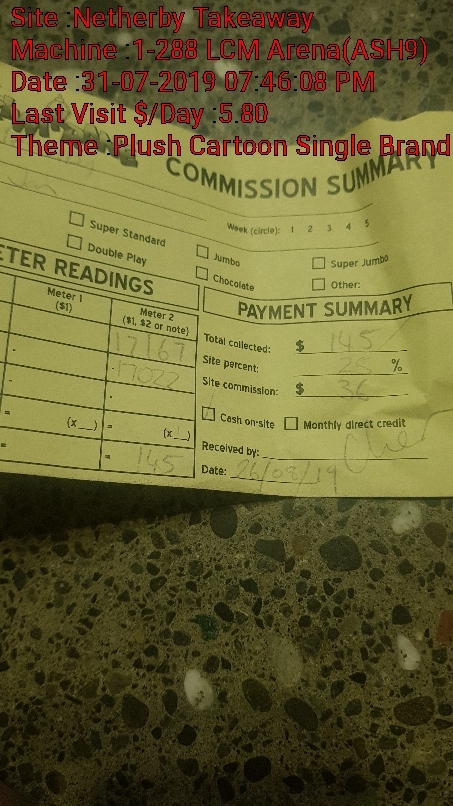 Site :Netherby Takeaway
Machine :1-288 LCM Arena(ASH9)
Date :31-07-2019 07:46:08 PM
Last Visit $/Day :5.80
Theme :Plush Cartoon Single Brand
COMMISSION SUMMARY
Week (circle): 1 2 3 4 5
Super Standard
Jumbo
Super Jumbo
Double Play
Chocolate
Other:
TER READINGS
PAYMENT SUMMARY
Meter 1
($1)
Meter 2
($1, $2 or note)
17167
17022
Total collected: $ 145
Site percent: 25 %
Site commission: $ 36
Cash on-site
Monthly direct credit
= (x__) = (x__)
Received by:
= = 145
Date: 26/08/19